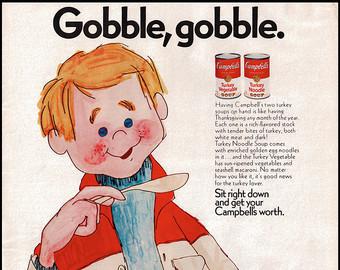 Gobble, gobble.
Campbell's Campbell's
Turkey Turkey
Vegetable Noodle
SOUP SOUP
Having Campbell's two turkey
soups on hand is like having
Thanksgiving any month of the year.
Each one is a rich-flavored stock
with tender bites of turkey, both
white meat and dark!
Turkey Noodle Soup comes
with enriched golden egg noodles
in it . . . and the Turkey Vegetable
has sun-ripened vegetables and
seashell macaroni. No matter
how you like it, it's good news
for the turkey lover.
Sit right down
and get your
Campbell's worth.